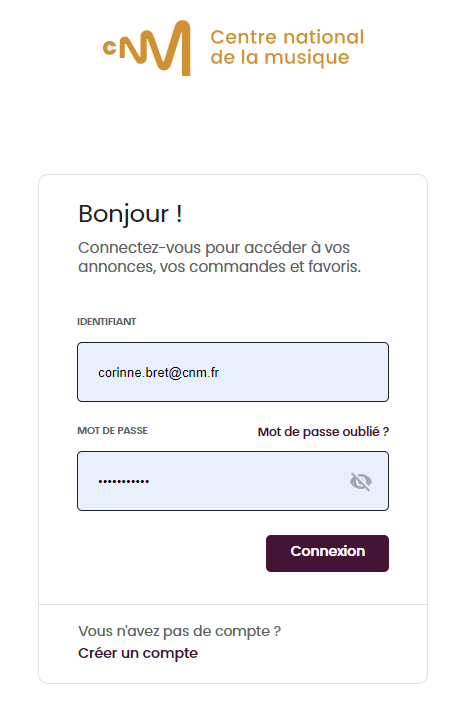 cnm Centre national
de la musique
Bonjour !
Connectez-vous pour accéder à vos
annonces, vos commandes et favoris.
IDENTIFIANT
corinne.bret@cnm.fr
MOT DE PASSE Mot de passe oublié ?
•••••••••••
Connexion
Vous n'avez pas de compte ?
Créer un compte